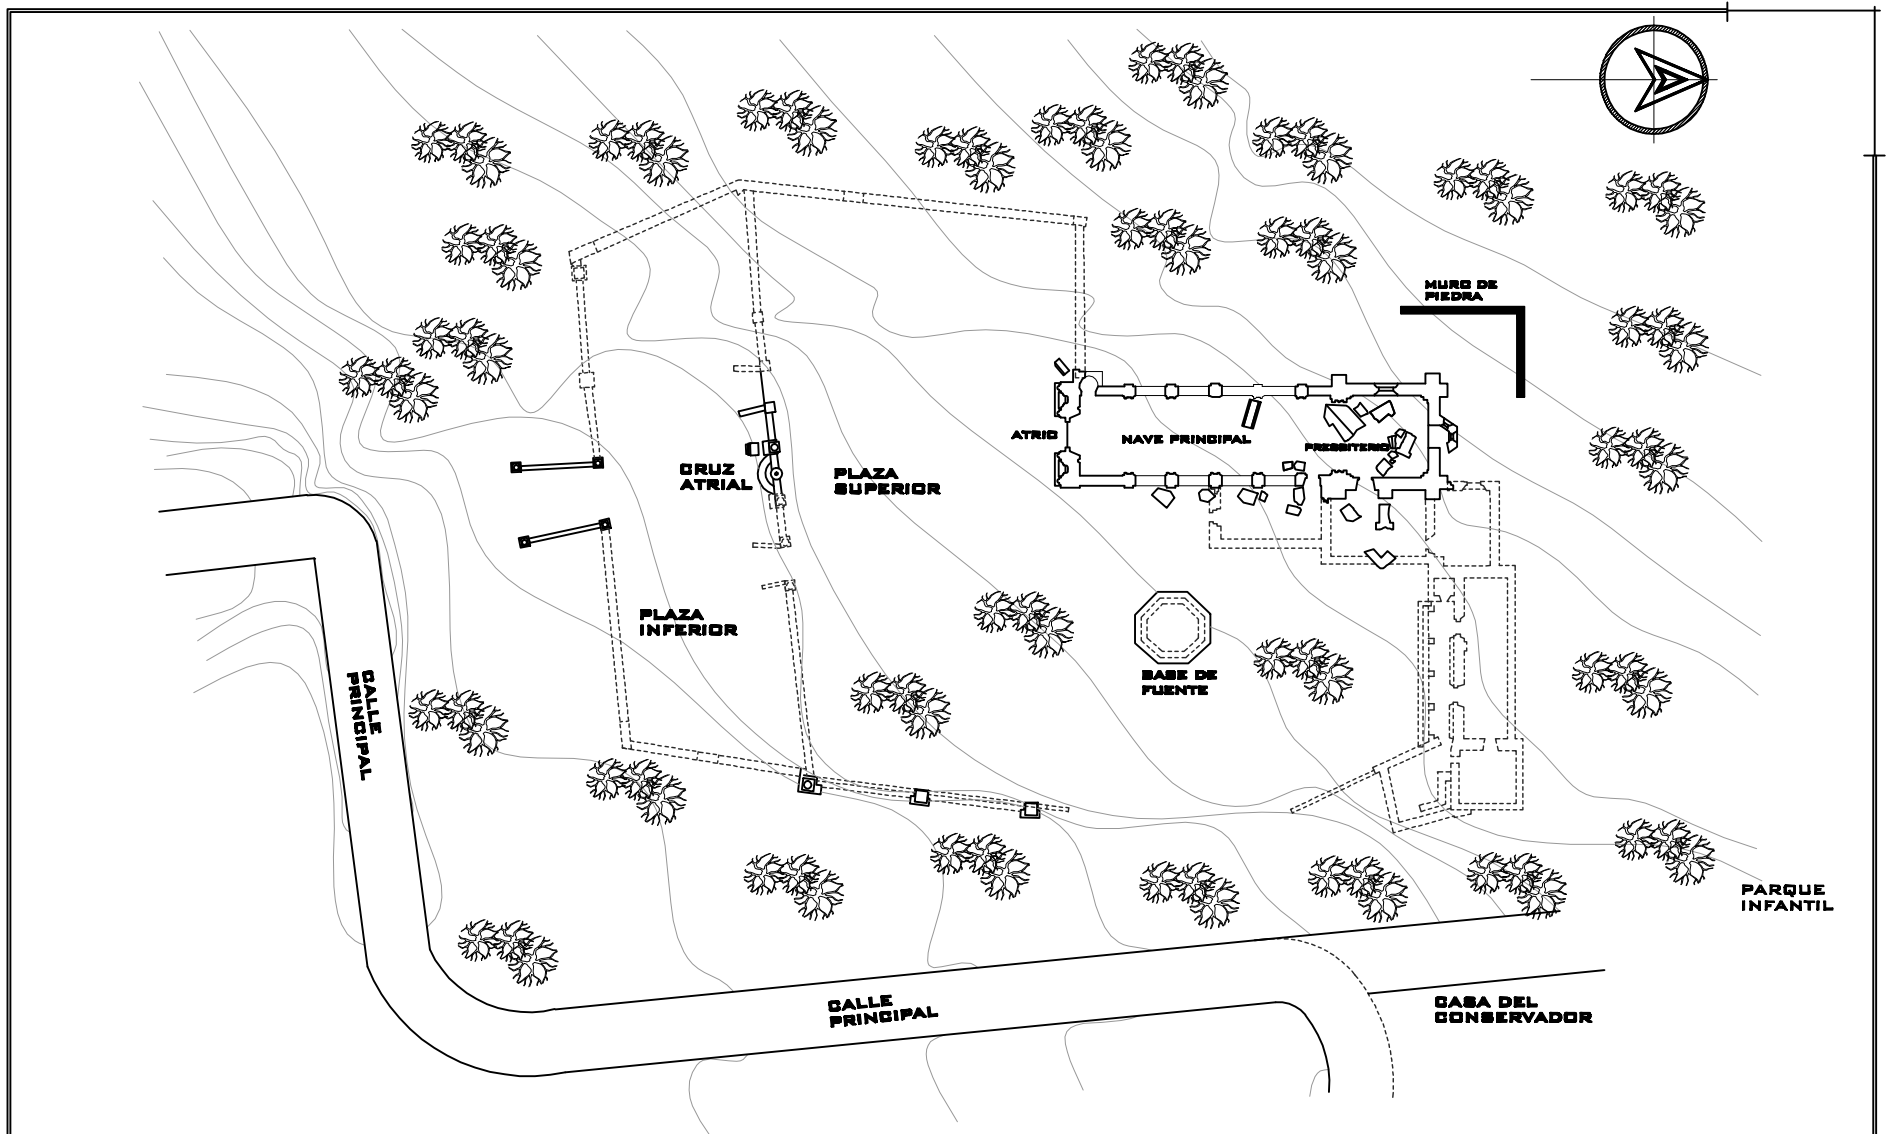 MURO DE
PIEDRA
ATRIO
NAVE PRINCIPAL
PRESBITERIO
CRUZ
ATRIAL
PLAZA
SUPERIOR
PLAZA
INFERIOR
BASE DE
FUENTE
CALLE
PRINCIPAL
PARQUE
INFANTIL
CALLE
PRINCIPAL
CASA DEL
CONSERVADOR